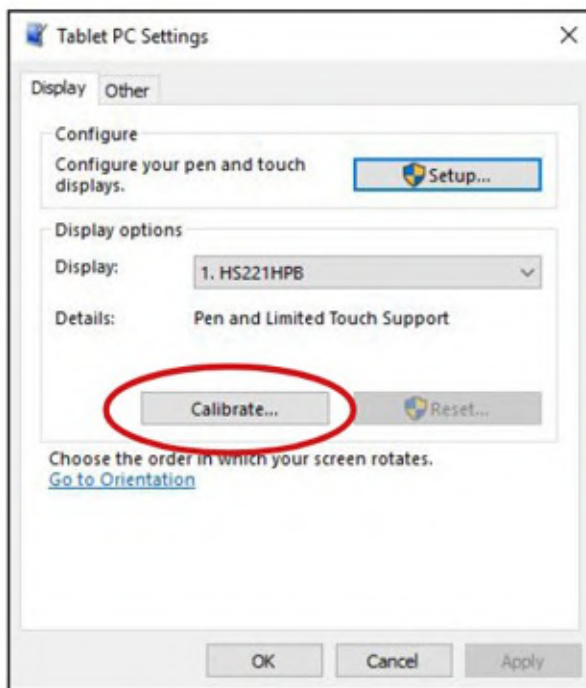 Tablet PC Settings
Display
Other
Configure
Configure your pen and touch
displays.
Setup...
Display options
Display:
1. HS221HPB
Details:
Pen and Limited Touch Support
Calibrate...
Reset...
Choose the order in which your screen rotates.
Go to Orientation
OK
Cancel
Apply